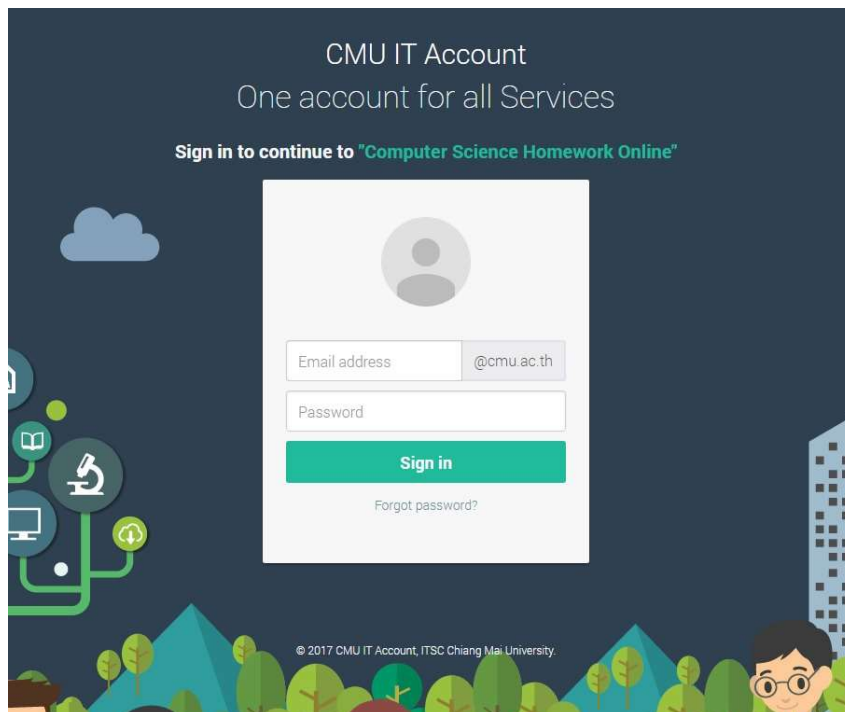 CMU IT Account
One account for all Services
Sign in to continue to "Computer Science Homework Online"
Email address @cmu.ac.th
Password
Sign in
Forgot password?
© 2017 CMU IT Account, ITSC Chiang Mai University.